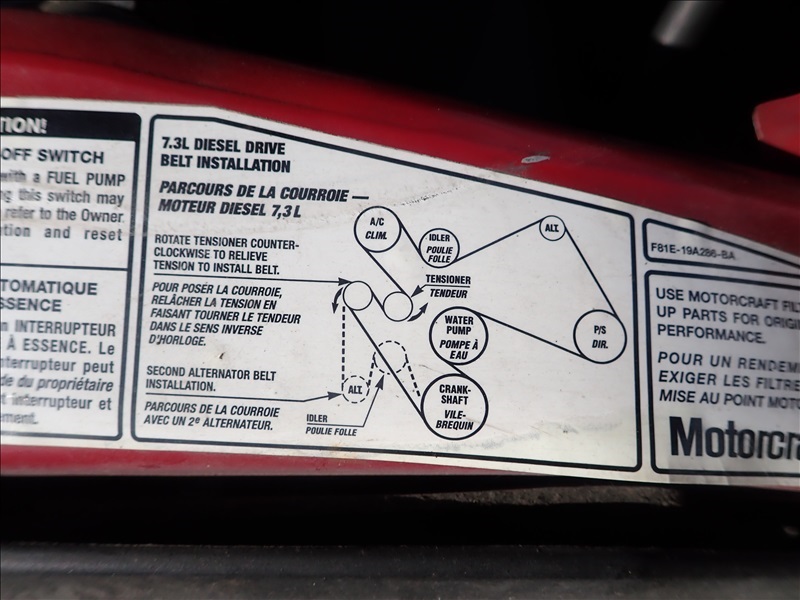 TION!
OFF SWITCH
with a FUEL PUMP
ng this switch may
refer to the Owner
tion and reset
TOMATIQUE
SSENCE
n INTERRUPTEUR
À ESSENCE. Le
nterrupteur peut
de du propriétaire
t interrupteur et
ement.
7.3L DIESEL DRIVE
BELT INSTALLATION
PARCOURS DE LA COURROIE —
MOTEUR DIESEL 7,3 L
ROTATE TENSIONER COUNTER-
CLOCKWISE TO RELIEVE
TENSION TO INSTALL BELT.
POUR POSER LA COURROIE,
RELÂCHER LA TENSION EN
FAISANT TOURNER LE TENDEUR
DANS LE SENS INVERSE
D'HORLOGE.
SECOND ALTERNATOR BELT
INSTALLATION.
PARCOURS DE LA COURROIE
AVEC UN 2e ALTERNATEUR.
A/C
CLIM.
IDLER
POULIE
FOLLE
ALT.
TENSIONER
TENDEUR
WATER
PUMP
POMPE À
EAU
P/S
DIR.
ALT.
IDLER
POULIE FOLLE
CRANK-
SHAFT
VILE-
BREQUIN
F81E-19A286-BA
USE MOTORCRAFT FILT
UP PARTS FOR ORIGI
PERFORMANCE.
POUR UN RENDEM
EXIGER LES FILTRE
MISE AU POINT MOTO
Motorcra